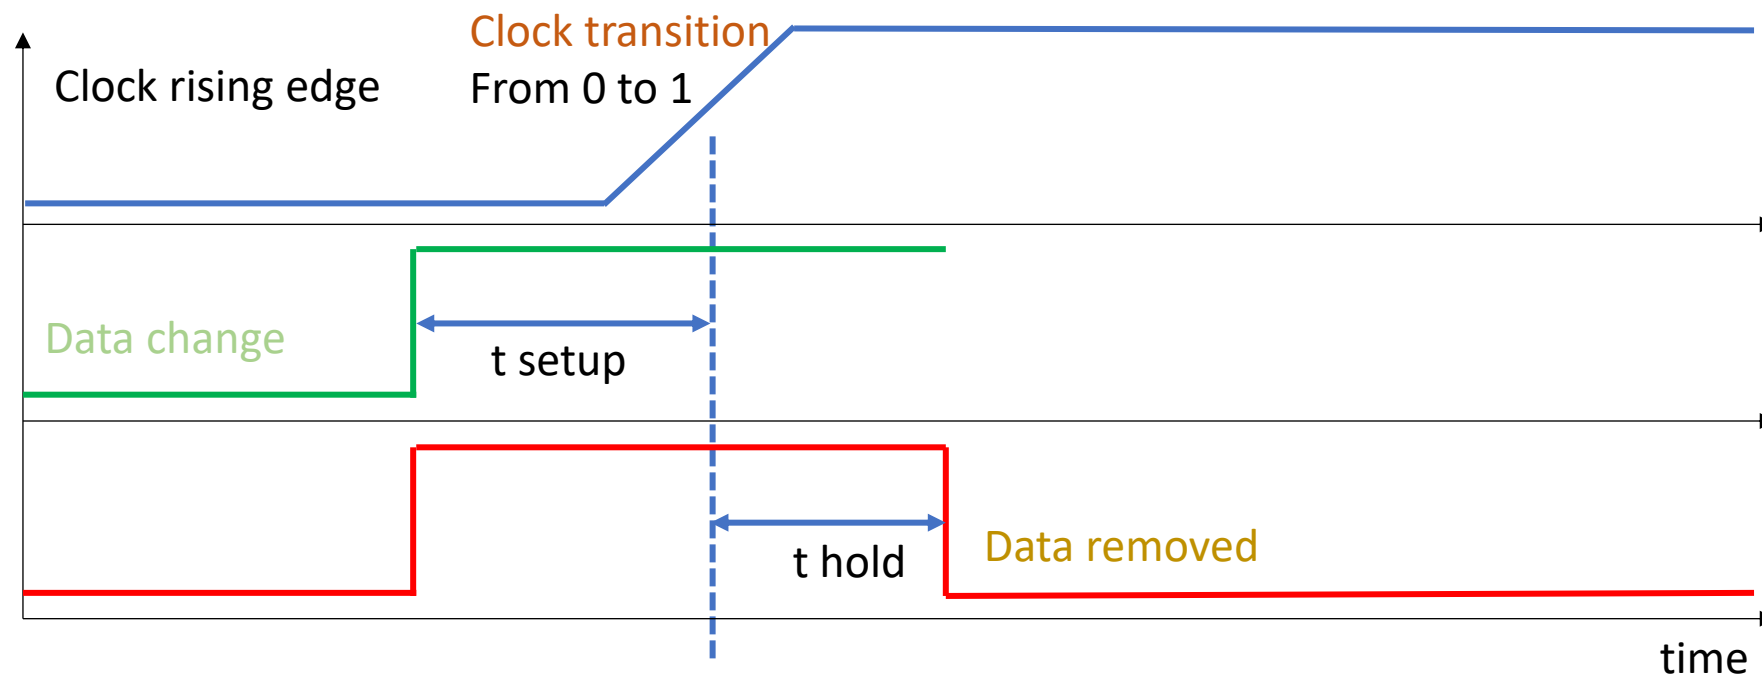 Clock transition
Clock rising edge
From 0 to 1
Data change
t setup
t hold
Data removed
time